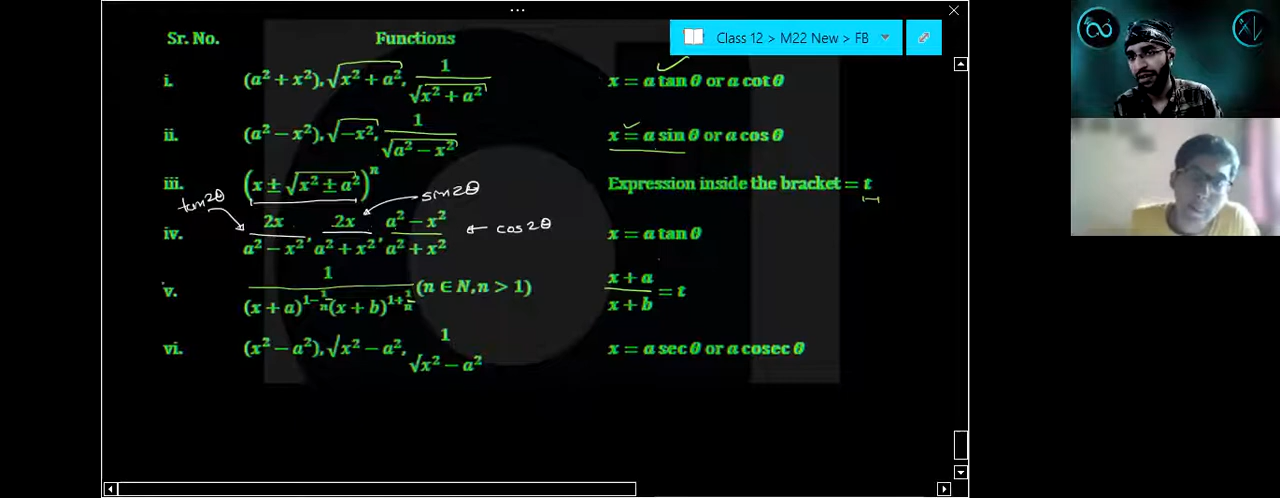 Class 12 > M22 New > FB
Sr. No. Functions
i. (a² + x²), √x² + a², 1/√x² + a² x = a tan θ or a cot θ
ii. (a² − x²), √−x², 1/√a² − x² x = a sin θ or a cos θ
iii. (x ± √x² ± a²)ⁿ Expression inside the bracket = t
tan2θ sin2θ
iv. 2x/a² − x², 2x/a² + x², a² − x²/a² + x² ← cos2θ x = a tan θ
v. 1/(x + a)^(1−1/n)(x + b)^(1+1/n) (n ∈ N, n > 1) x + a/x + b = t
vi. (x² − a²), √x² − a², 1/√x² − a² x = a sec θ or a cosec θ